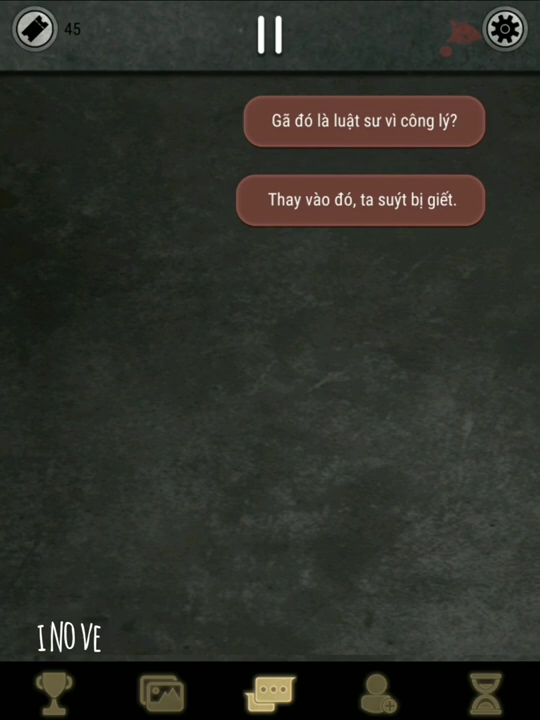 45
Gã đó là luật sư vì công lý?
Thay vào đó, ta suýt bị giết.
INOVE